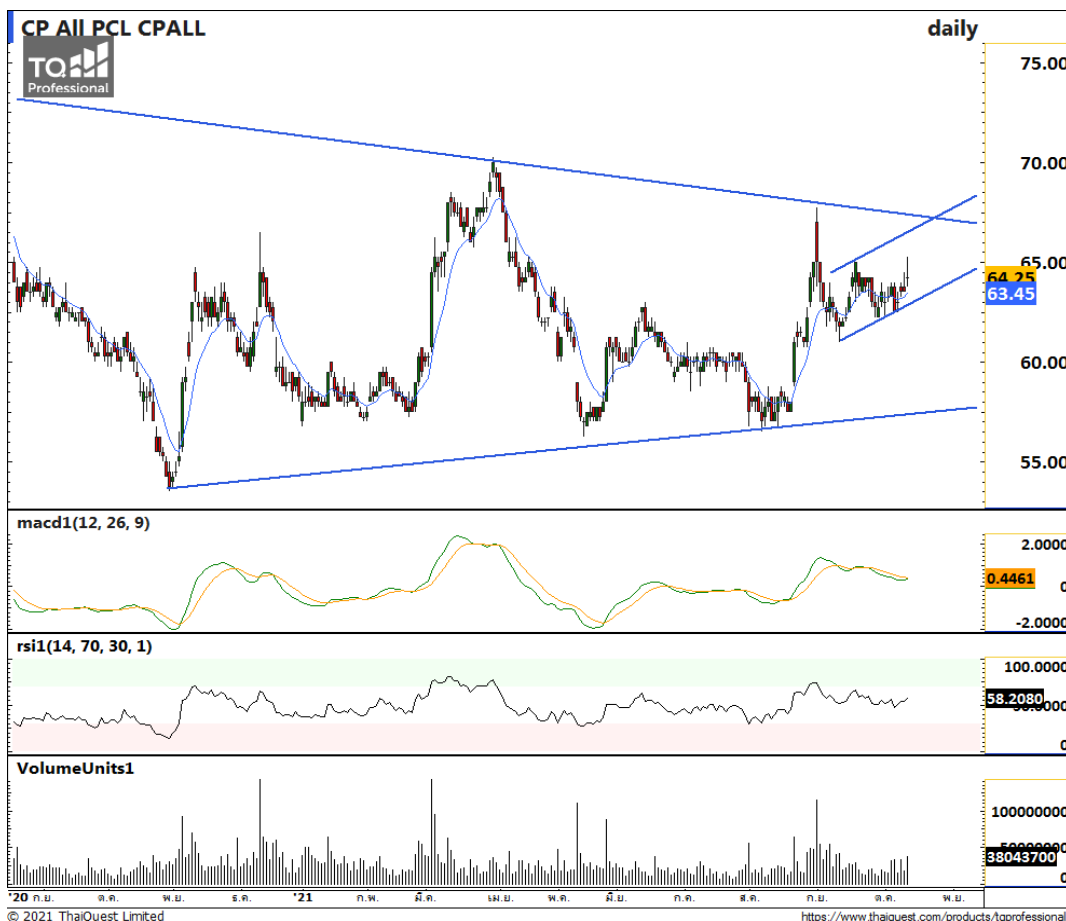 CP All PCL CPALL
daily
TQ
Professional
75.00
70.00
65.00
64.25
63.45
60.00
55.00
macd1(12, 26, 9)
2.0000
0.4461
0
-2.0000
rsi1(14, 70, 30, 1)
100.0000
58.2080
0
VolumeUnits1
100000000
38043700
0
'20 ก.ย. ต.ค. พ.ย. ธ.ค. '21 ก.พ. มี.ค. เม.ย. พ.ค. มิ.ย. ก.ค. ส.ค. ก.ย. ต.ค. พ.ย.
© 2021 ThaiQuest Limited
https://www.thaiquest.com/products/tqprofessional